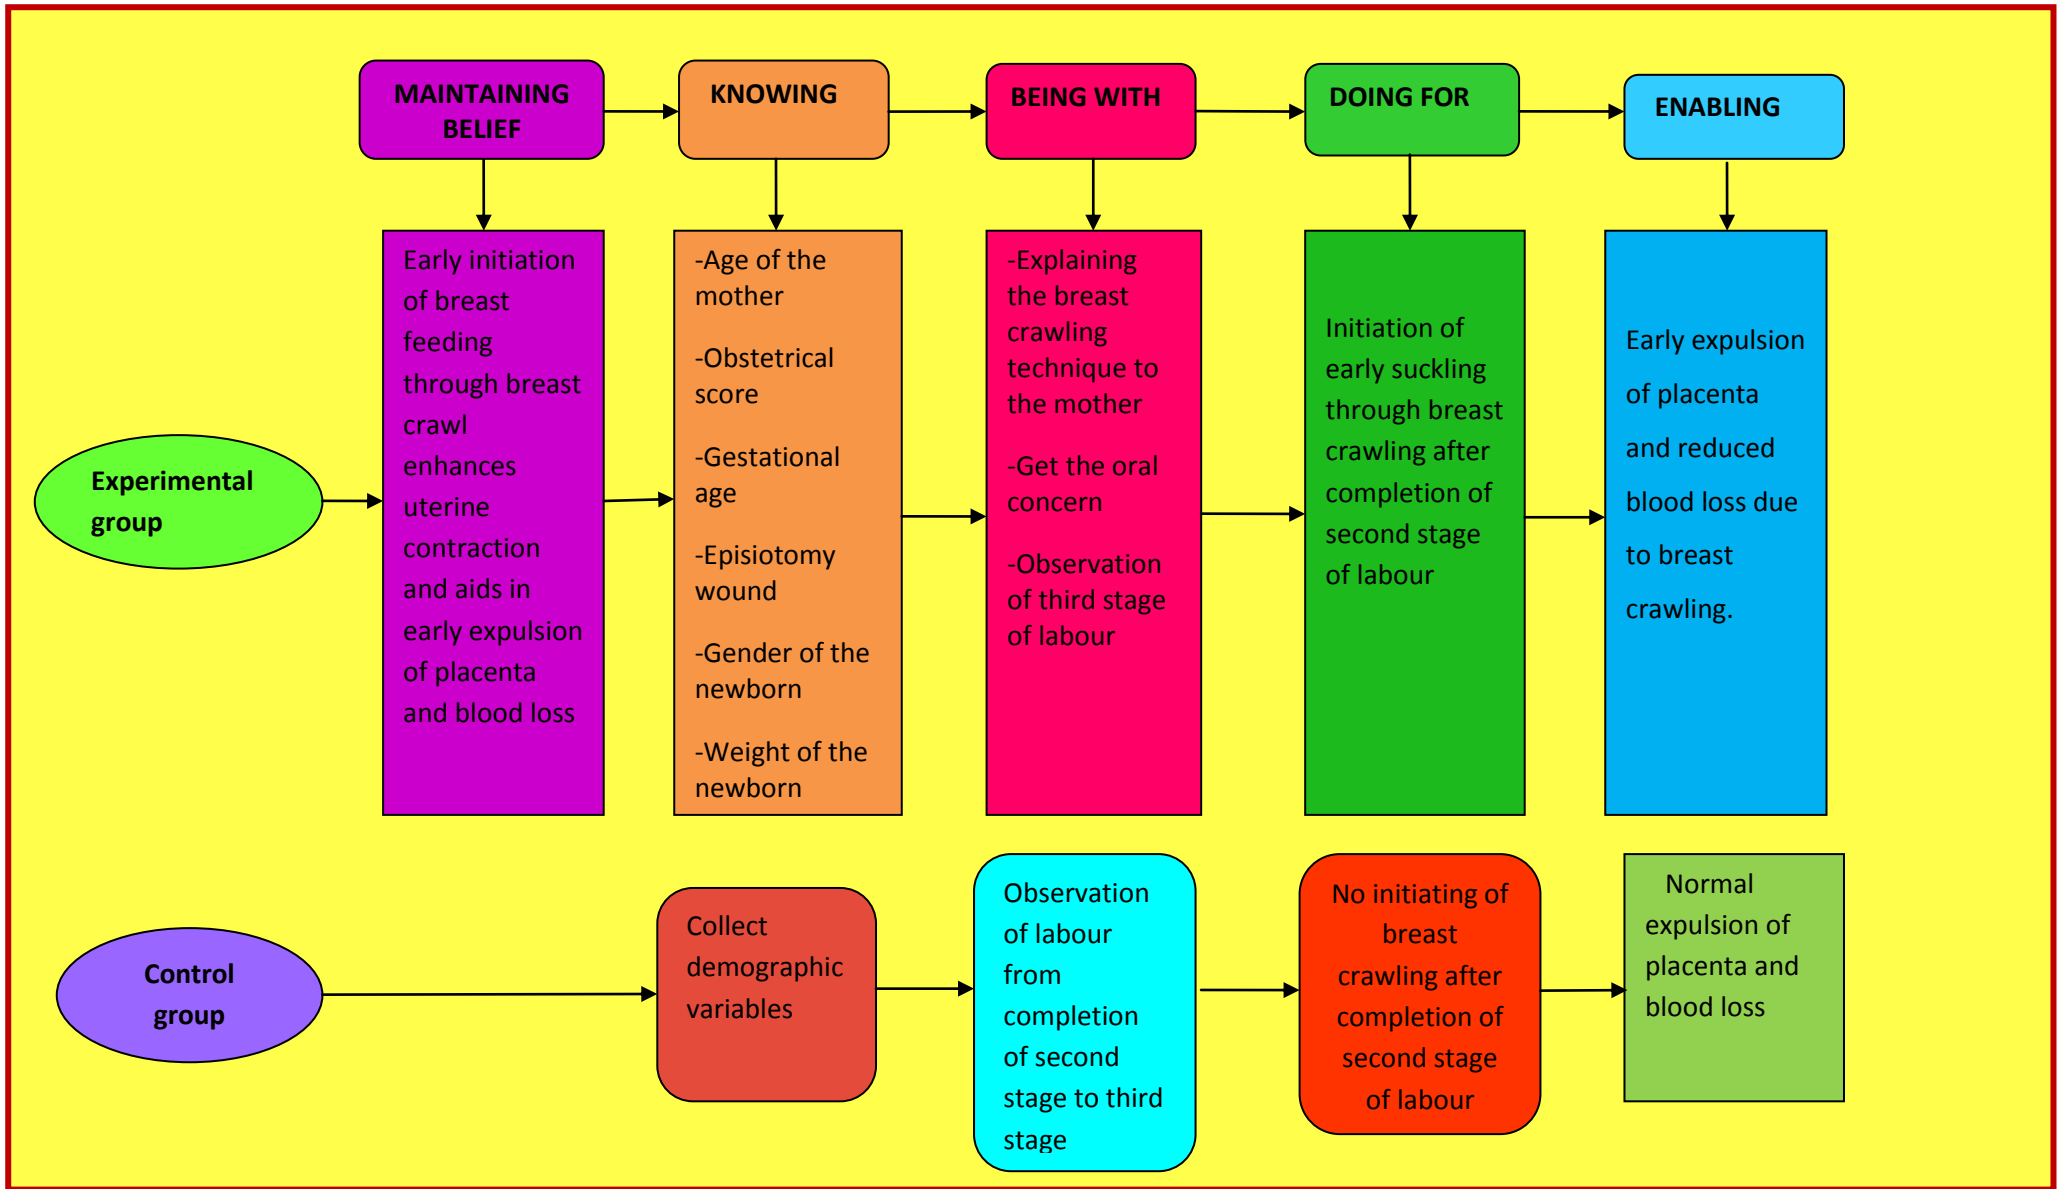 MAINTAINING
BELIEF
KNOWING
BEING WITH
DOING FOR
ENABLING
Experimental
group
Early initiation
of breast
feeding
through breast
crawl
enhances
uterine
contraction
and aids in
early expulsion
of placenta
and blood loss
-Age of the
mother
-Obstetrical
score
-Gestational
age
-Episiotomy
wound
-Gender of the
newborn
-Weight of the
newborn
-Explaining
the breast
crawling
technique to
the mother
-Get the oral
concern
-Observation
of third stage
of labour
Initiation of
early suckling
through breast
crawling after
completion of
second stage
of labour
Early expulsion
of placenta
and reduced
blood loss due
to breast
crawling.
Control
group
Collect
demographic
variables
Observation
of labour
from
completion
of second
stage to third
stage
No initiating of
breast
crawling after
completion of
second stage
of labour
Normal
expulsion of
placenta and
blood loss